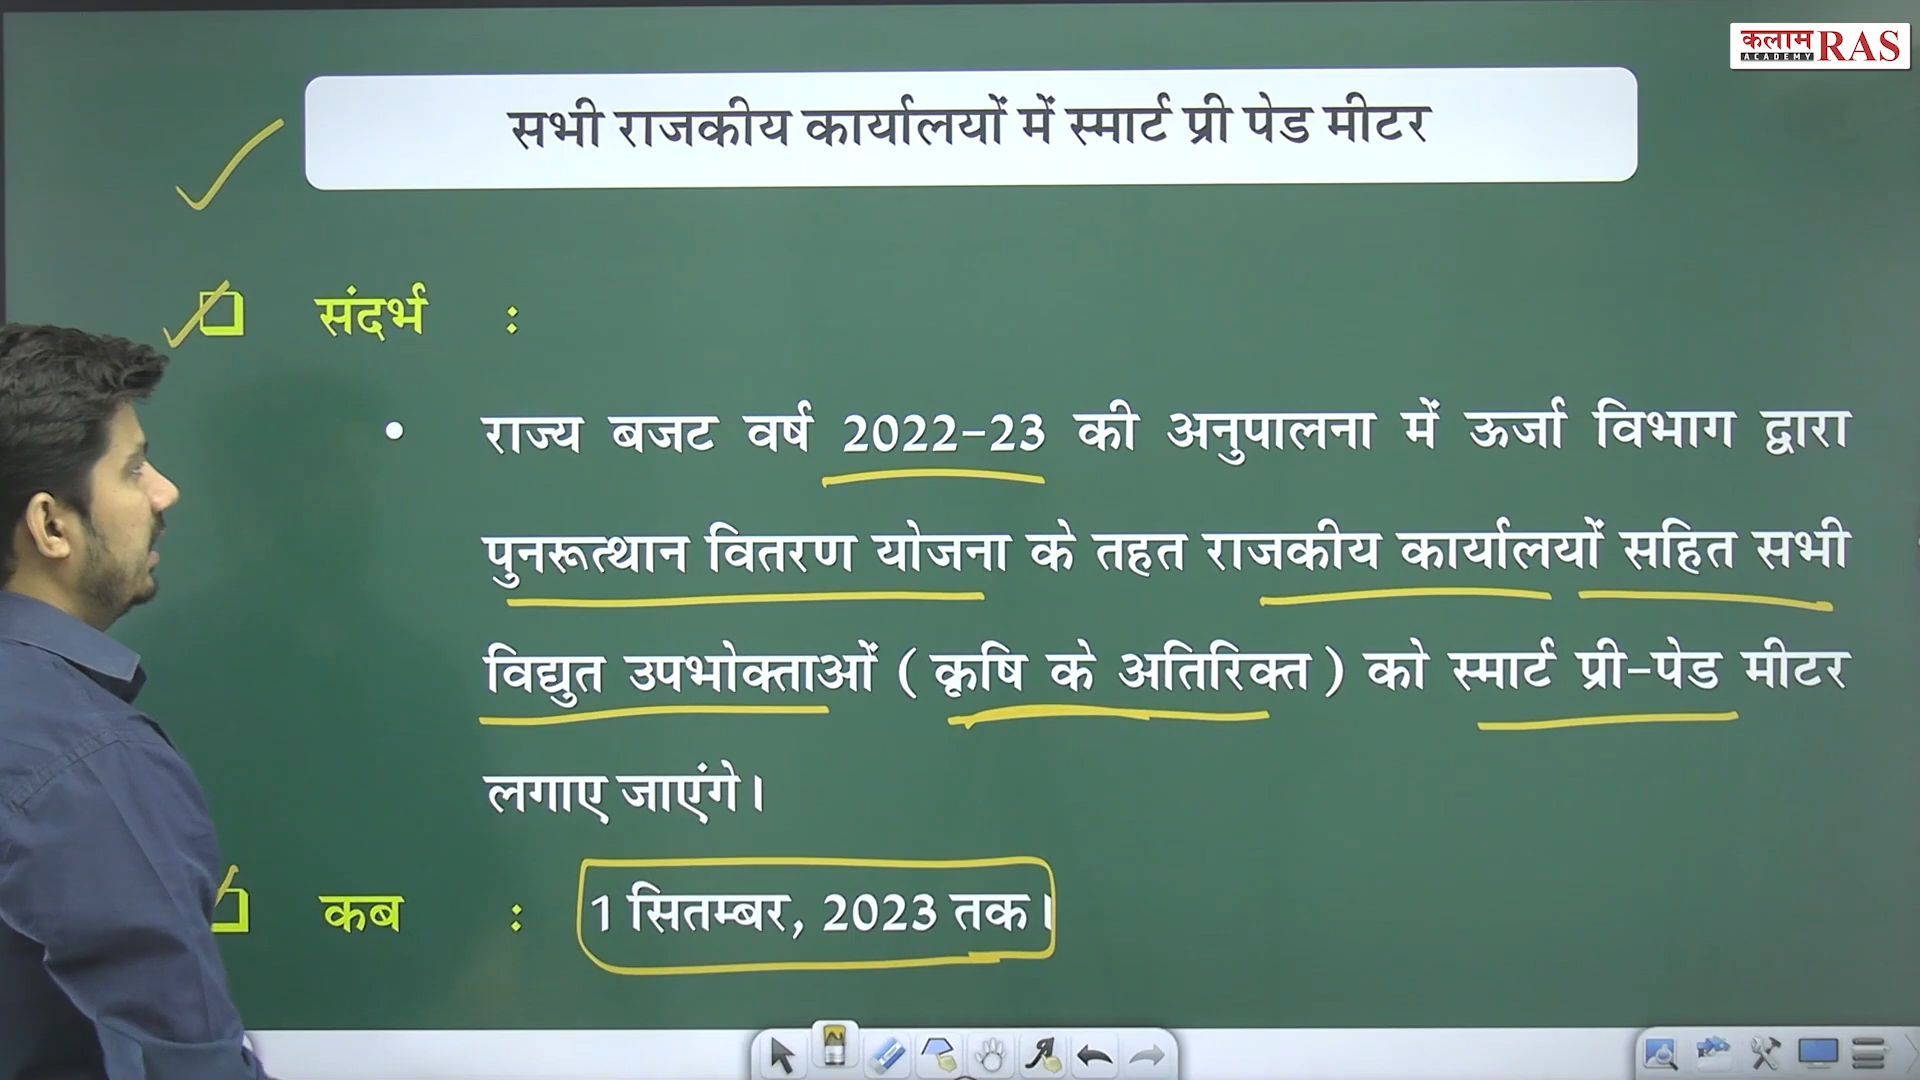 कलाम RAS
ACADEMY
सभी राजकीय कार्यालयों में स्मार्ट प्री पेड मीटर
संदर्भ :
• राज्य बजट वर्ष 2022-23 की अनुपालना में ऊर्जा विभाग द्वारा
पुनरूत्थान वितरण योजना के तहत राजकीय कार्यालयों सहित सभी
विद्युत उपभोक्ताओं ( कृषि के अतिरिक्त ) को स्मार्ट प्री-पेड मीटर
लगाए जाएंगे।
कब : 1 सितम्बर, 2023 तक।